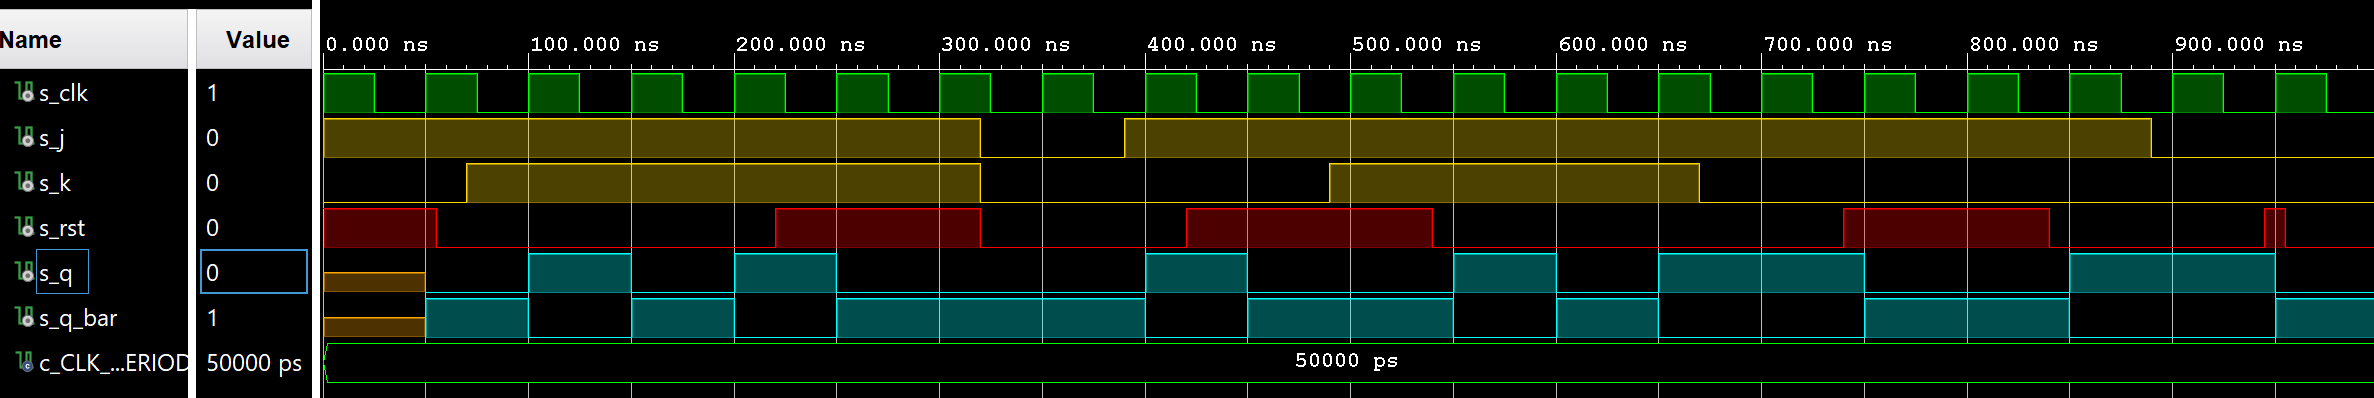 Name Value
0.000 ns 100.000 ns 200.000 ns 300.000 ns 400.000 ns 500.000 ns 600.000 ns 700.000 ns 800.000 ns 900.000 ns
s_clk 1
s_j 0
s_k 0
s_rst 0
s_q 0
s_q_bar 1
c_CLK_...ERIOD 50000 ps 50000 ps